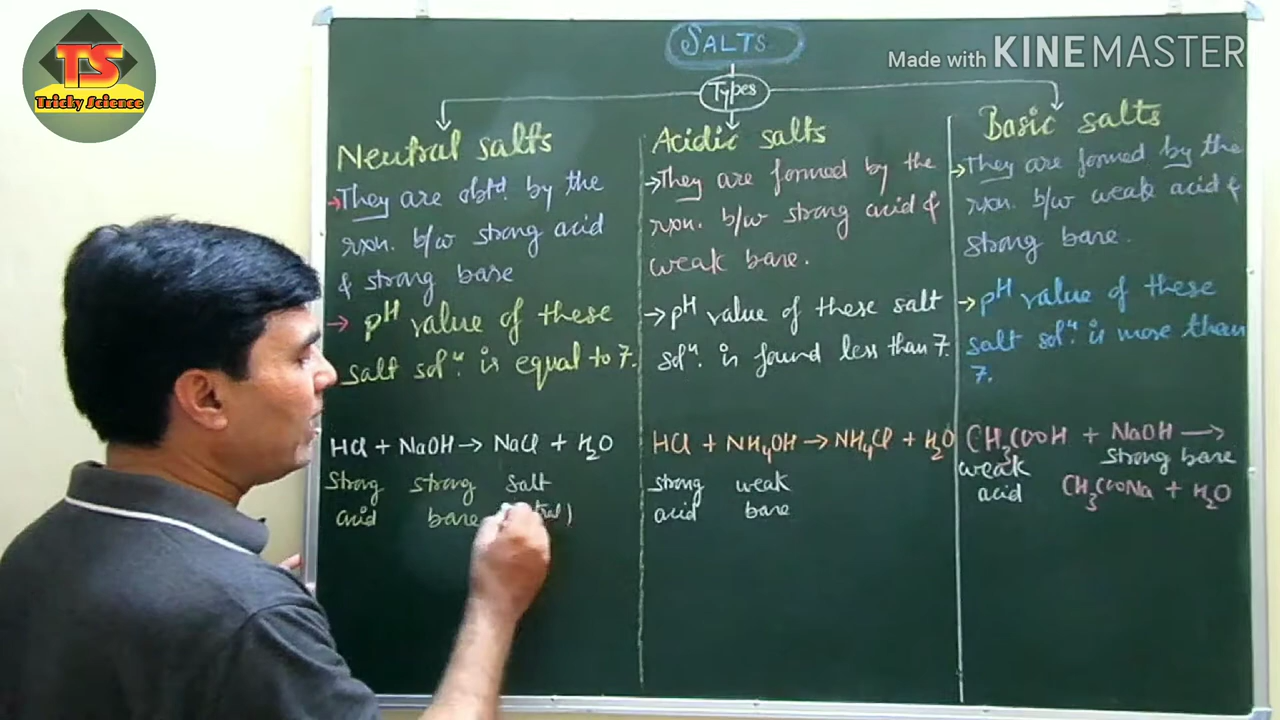 TS
Tricky Science
Made with KINEMASTER
SALTS
Types
Neutral salts
→They are obtd. by the
rxn. b/w strong acid
& strong base
→ pH value of these
salt solⁿ. is equal to 7.
HCl + NaOH → NaCl + H₂O
strong strong salt
acid base
Acidic salts
→They are formed by the
rxn. b/w strong acid &
weak base.
→pH value of these salt
solⁿ. is found less than 7.
HCl + NH₄OH → NH₄Cl + H₂O
strong weak
acid base
Basic salts
→They are formed by the
rxn. b/w weak acid &
strong base.
→pH value of these
salt solⁿ. is more than
7.
CH₃COOH + NaOH →
weak strong base
acid CH₃COONa + H₂O